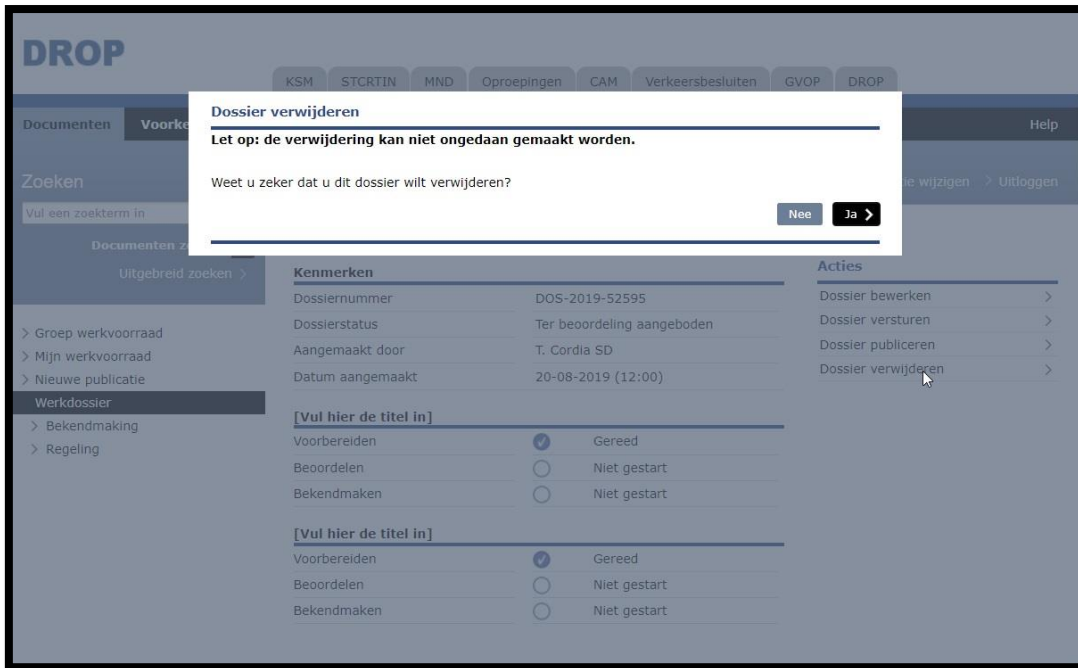 DROP
KSM STCRTIN MND Oproepingen CAM Verkeersbesluiten GVOP DROP
Documenten Voorke Help
Dossier verwijderen
Let op: de verwijdering kan niet ongedaan gemaakt worden.
Weet u zeker dat u dit dossier wilt verwijderen?
Nee Ja
Zoeken
ie wijzigen > Uitloggen
Vul een zoekterm in
Documenten z
Uitgebreid zoeken >
> Groep werkvoorraad
> Mijn werkvoorraad
> Nieuwe publicatie
Werkdossier
> Bekendmaking
> Regeling
Kenmerken
Dossiernummer DOS-2019-52595
Dossierstatus Ter beoordeling aangeboden
Aangemaakt door T. Cordia SD
Datum aangemaakt 20-08-2019 (12:00)
[Vul hier de titel in]
Voorbereiden Gereed
Beoordelen Niet gestart
Bekendmaken Niet gestart
[Vul hier de titel in]
Voorbereiden Gereed
Beoordelen Niet gestart
Bekendmaken Niet gestart
Acties
Dossier bewerken
Dossier versturen
Dossier publiceren
Dossier verwijderen